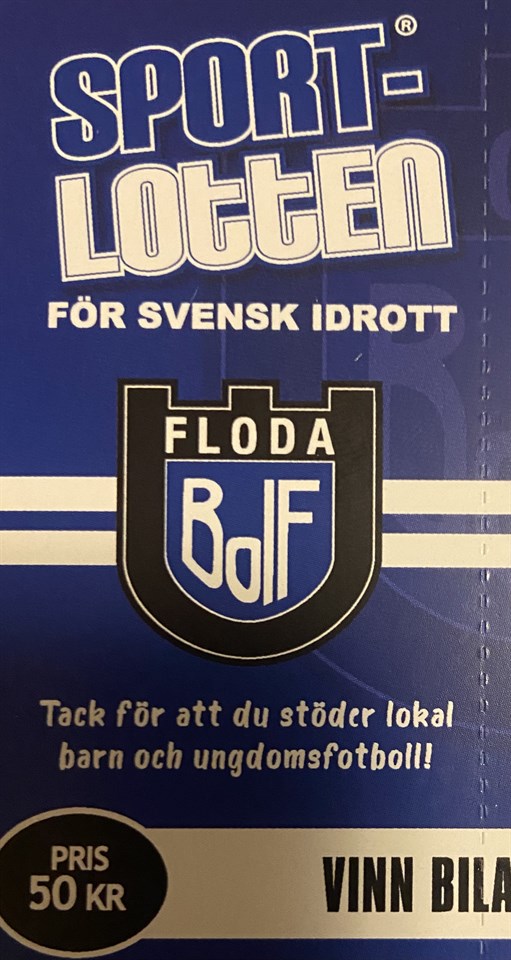 SPORT-®
LOTTEN
FÖR SVENSK IDROTT
FLODA
BoIF
Tack för att du stöder lokal
barn och ungdomsfotboll!
PRIS
50 KR
VINN BILA